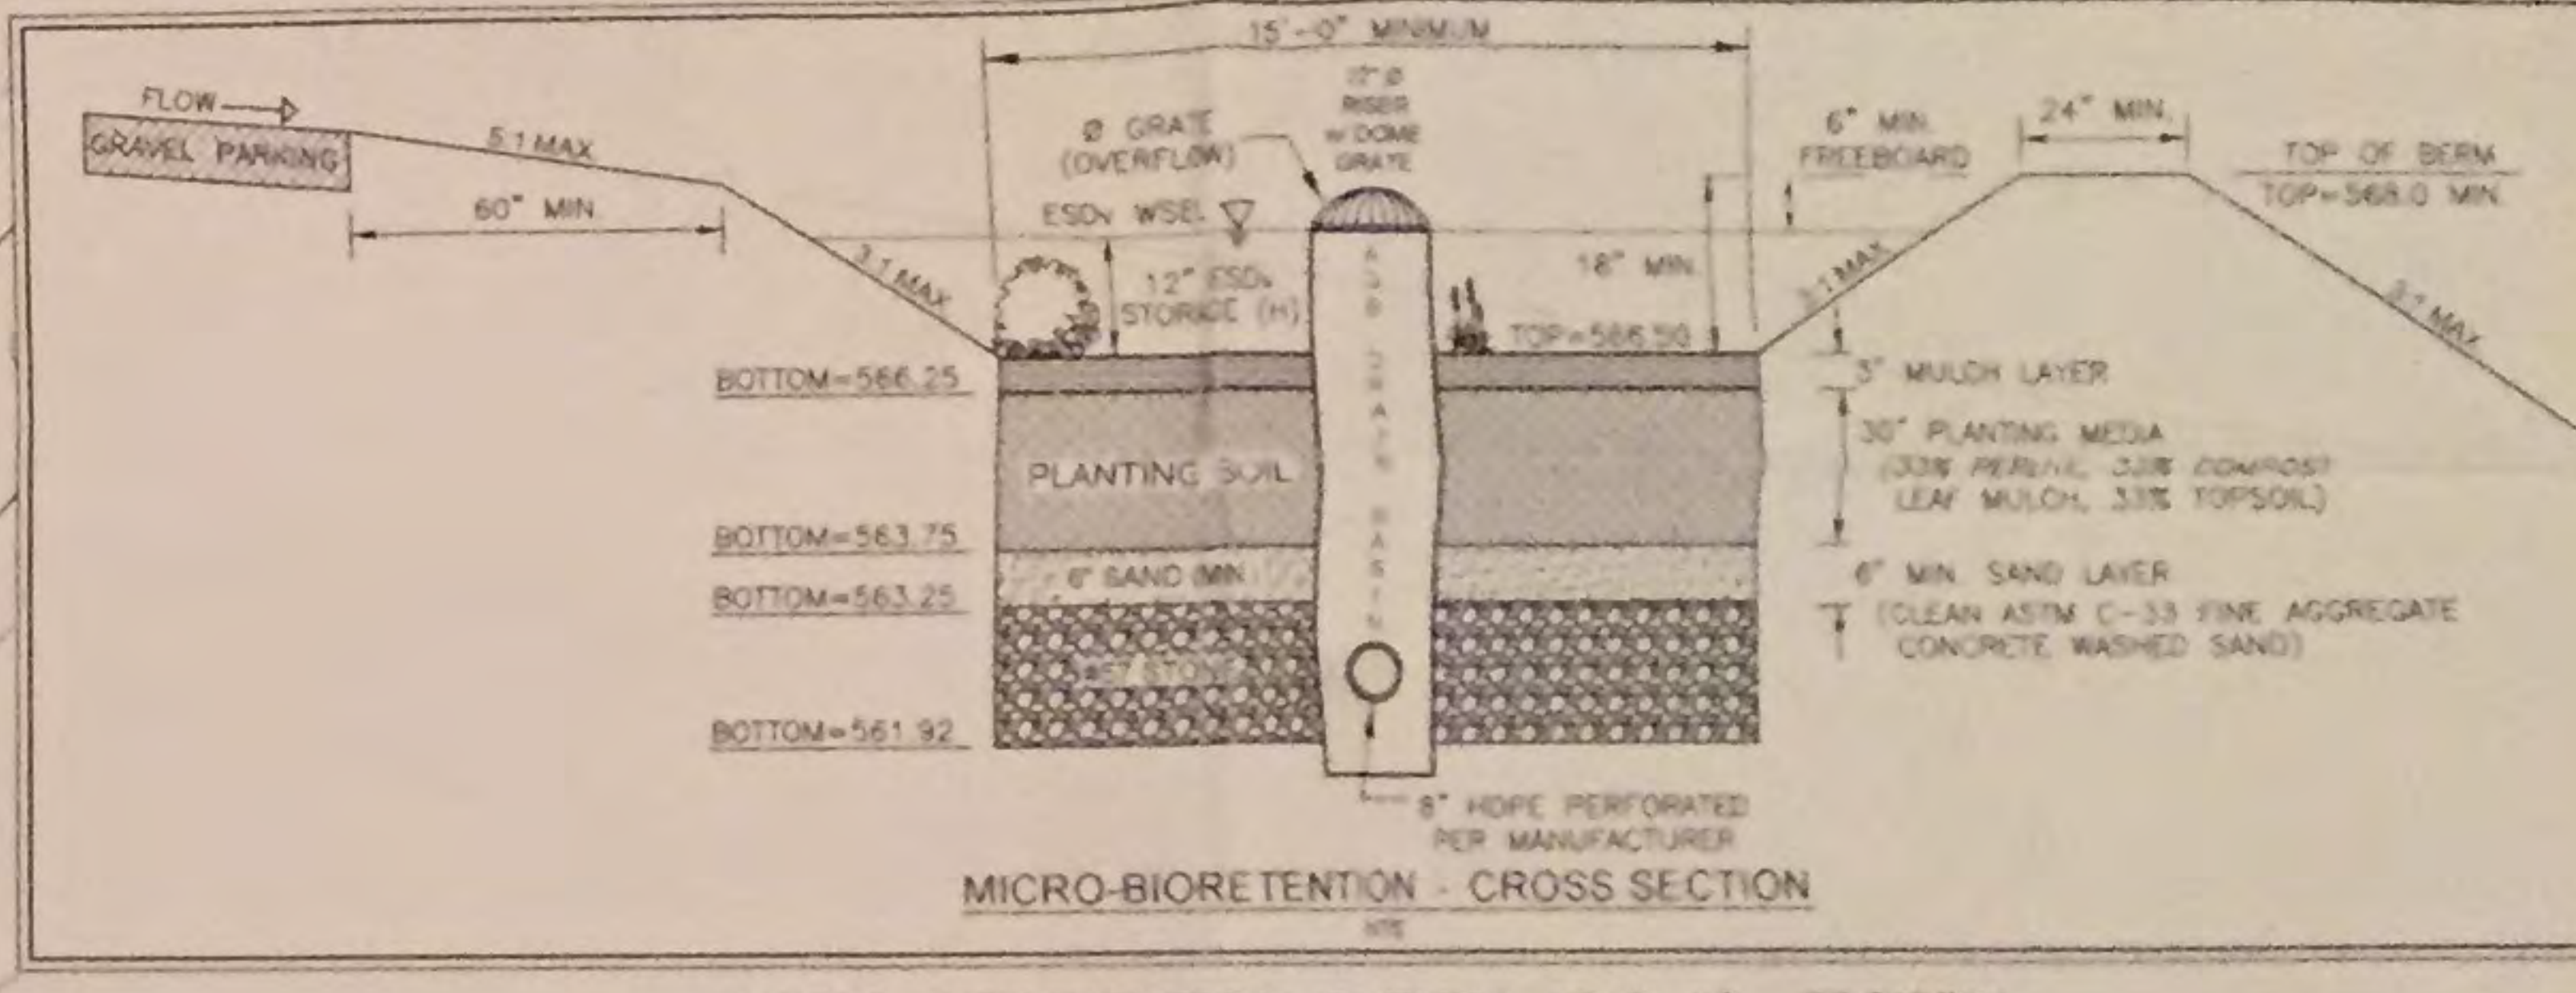 15'-0" MINIMUM
FLOW
GRAVEL PARKING
5:1 MAX
60" MIN.
Ø GRATE
(OVERFLOW)
12" Ø
RISER
w/ DOME
GRATE
6" MIN.
FREEBOARD
24" MIN.
TOP OF BERM
TOP=568.0 MIN.
ESDv WSEL
3:1 MAX
12" ESDv
STORAGE (H)
18" MIN.
TOP=566.50
3:1 MAX
3:1 MAX
BOTTOM=566.25
3" MULCH LAYER
30" PLANTING MEDIA
(33% PERLITE, 33% COMPOST
LEAF MULCH, 33% TOPSOIL)
PLANTING SOIL
DRAIN BASIN
BOTTOM=563.75
6" SAND (MIN
6" MIN. SAND LAYER
(CLEAN ASTM C-33 FINE AGGREGATE
CONCRETE WASHED SAND)
BOTTOM=563.25
STONE
BOTTOM=561.92
8" HDPE PERFORATED
PER MANUFACTURER
MICRO-BIORETENTION - CROSS SECTION
NTS